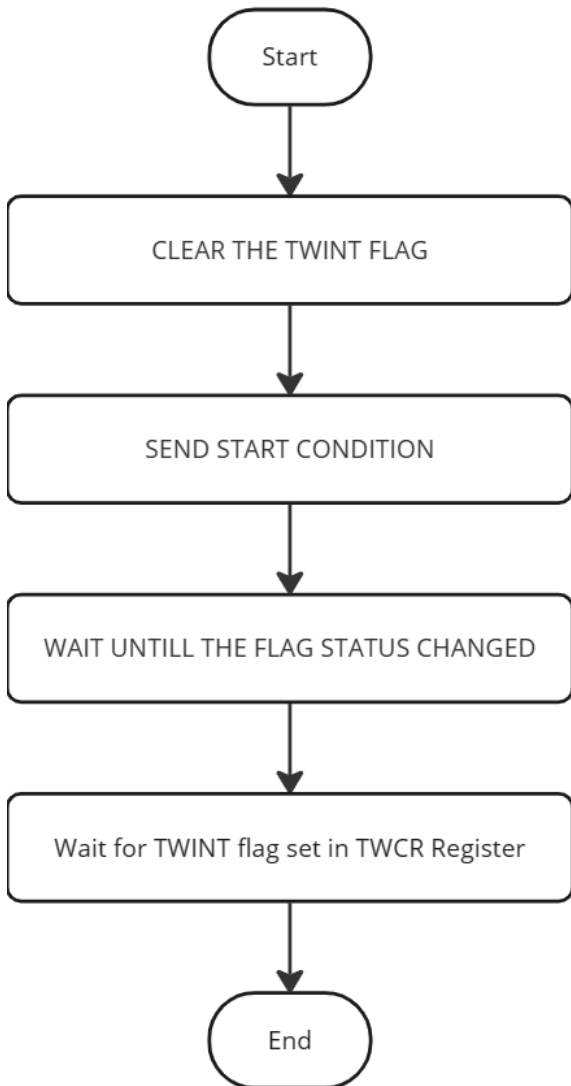 Start
CLEAR THE TWINT FLAG
SEND START CONDITION
WAIT UNTILL THE FLAG STATUS CHANGED
Wait for TWINT flag set in TWCR Register
End